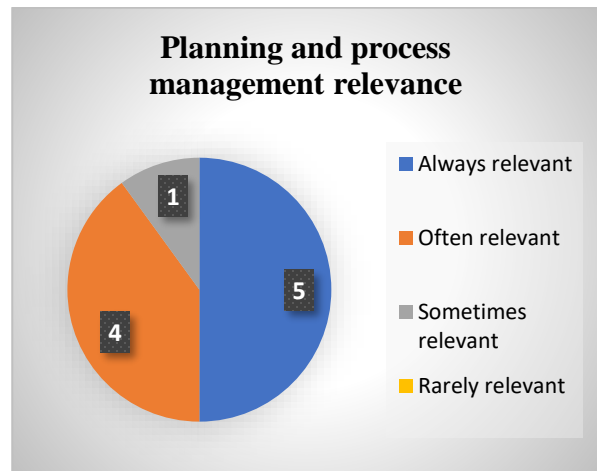 Planning and process
management relevance
1
5
4
Always relevant
Often relevant
Sometimes
relevant
Rarely relevant